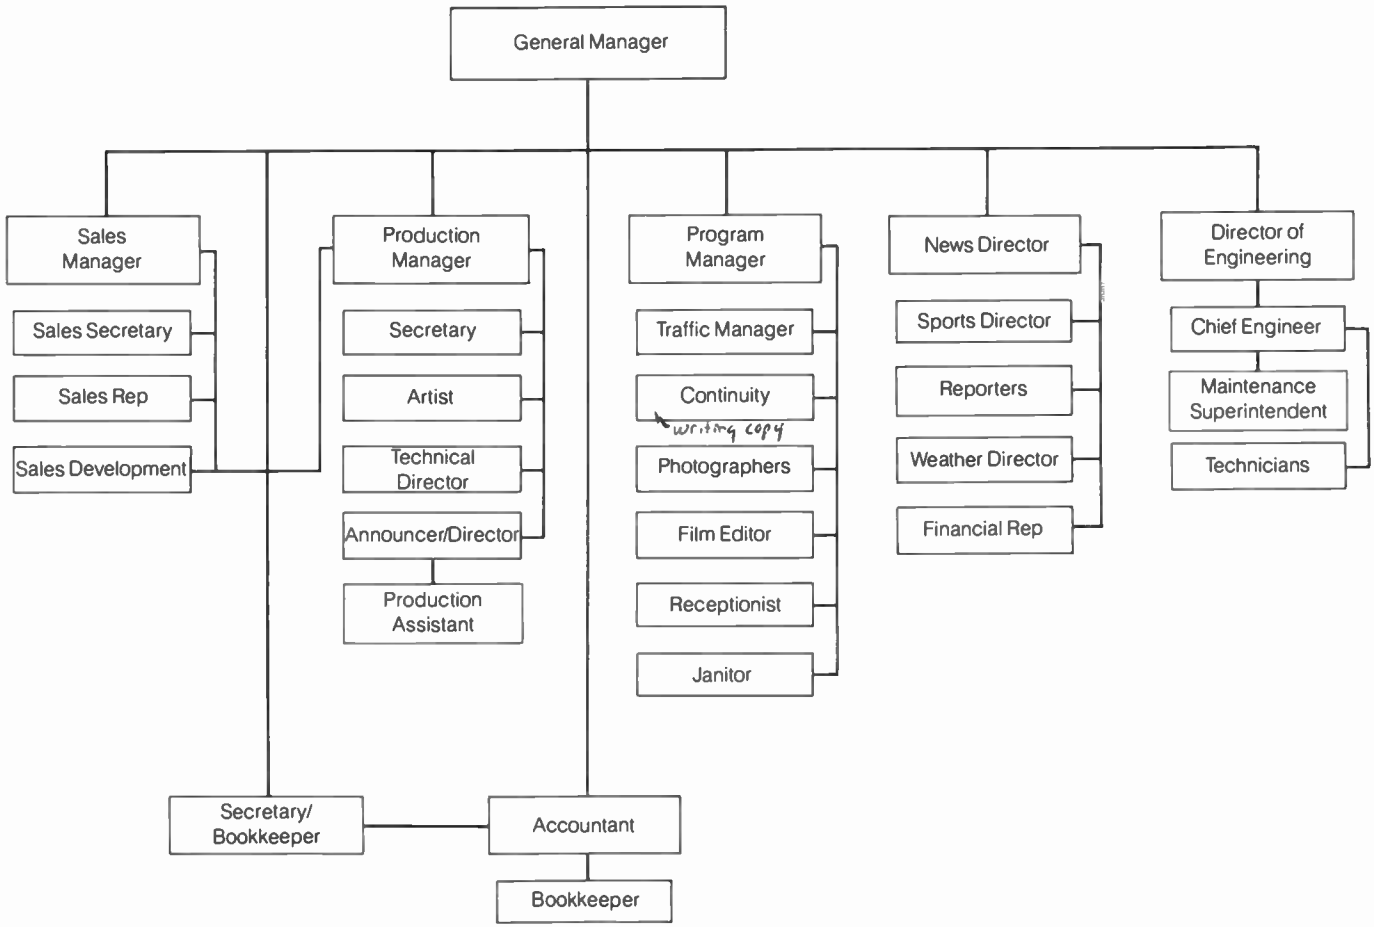 General Manager
Sales
Manager
Sales Secretary
Sales Rep
Sales Development
Production
Manager
Secretary
Artist
Technical
Director
Announcer/Director
Production
Assistant
Program
Manager
Traffic Manager
Continuity
writing copy
Photographers
Film Editor
Receptionist
Janitor
News Director
Sports Director
Reporters
Weather Director
Financial Rep
Director of
Engineering
Chief Engineer
Maintenance
Superintendent
Technicians
Secretary/
Bookkeeper
Accountant
Bookkeeper